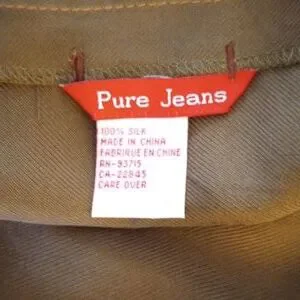 Pure Jeans
100% SILK
MADE IN CHINA
FABRIQUE EN CHINE
RN-93715
CA-22845
CARE OVER